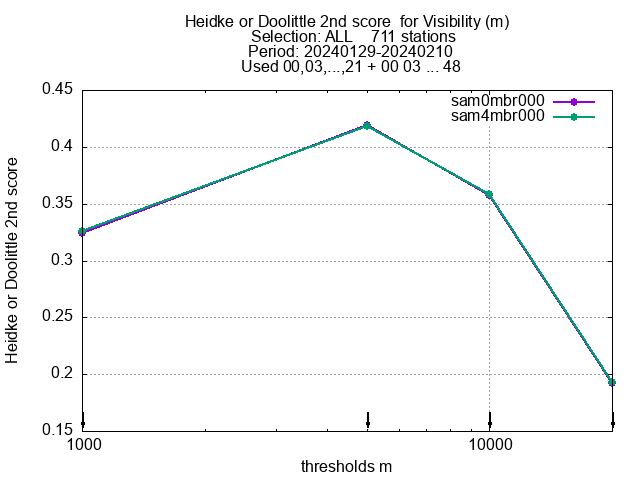 Heidke or Doolittle 2nd score  for Visibility (m)
Selection: ALL    711 stations
Period: 20240129-20240210
Used 00,03,...,21 + 00 03 ... 48
sam0mbr000
sam4mbr000
0.45
0.4
0.35
0.3
0.25
0.2
0.15
Heidke or Doolittle 2nd score
1000
10000
thresholds m